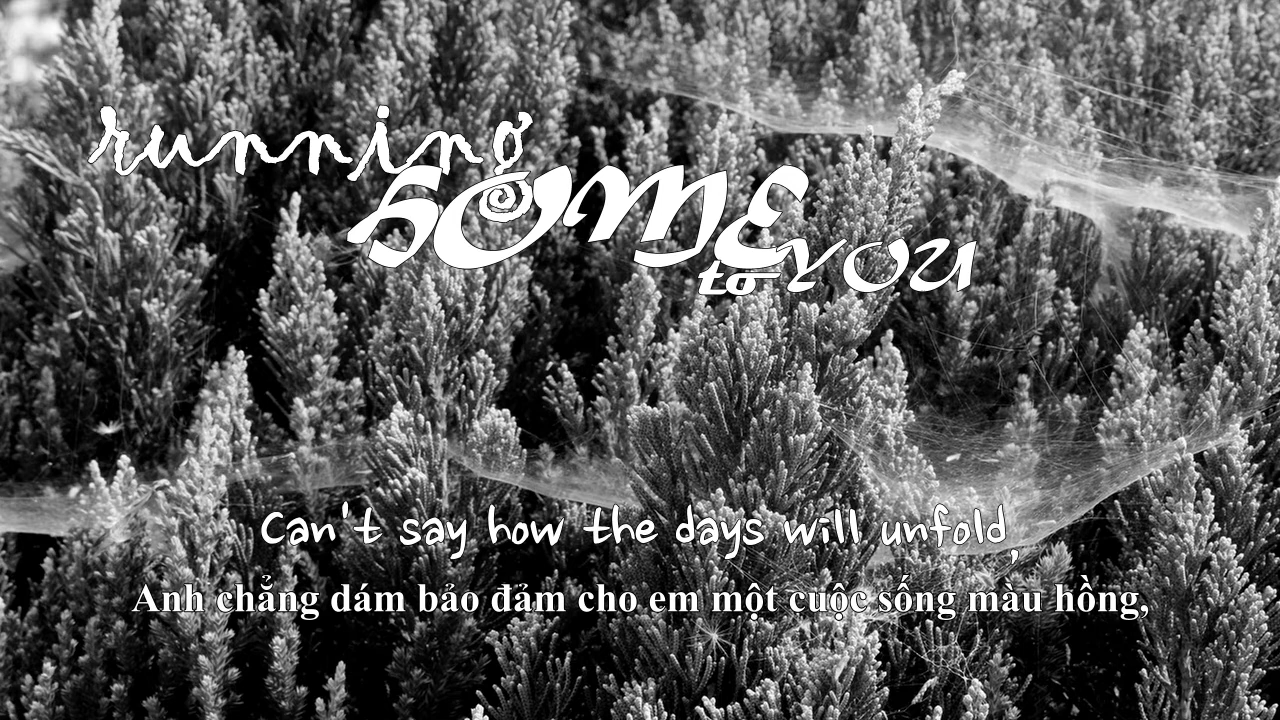 running
HOME
to YOU
Can't say how the days will unfold,
Anh chẳng dám bảo đảm cho em một cuộc sống màu hồng,